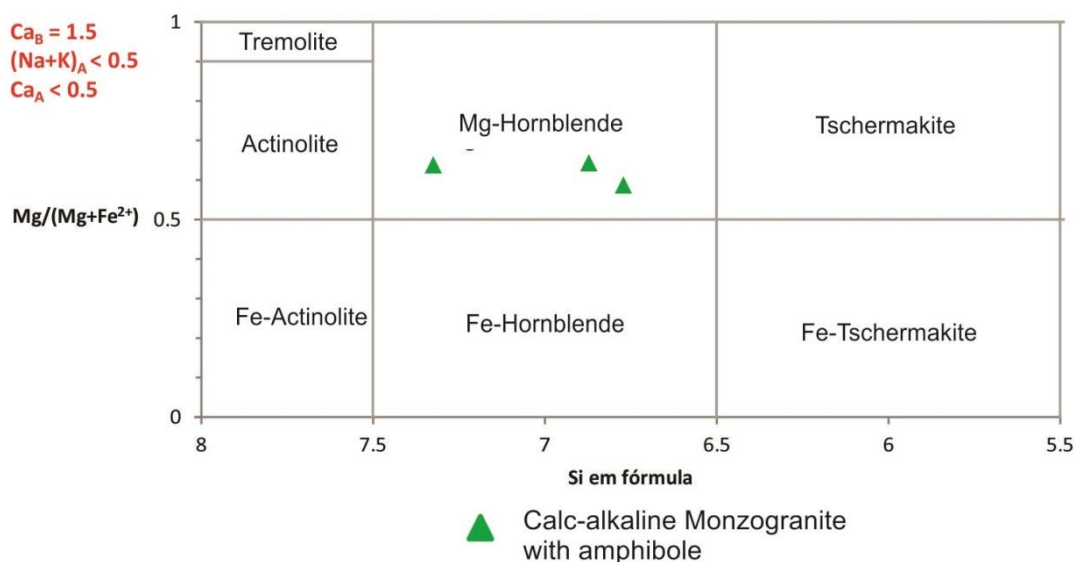 Ca_B = 1.5
(Na+K)_A < 0.5
Ca_A < 0.5
1
Tremolite
Actinolite
Mg-Hornblende
Tschermakite
Mg/(Mg+Fe²⁺)
0.5
Fe-Actinolite
Fe-Hornblende
Fe-Tschermakite
0
8
7.5
7
6.5
6
5.5
Si em fórmula
Calc-alkaline Monzogranite
with amphibole